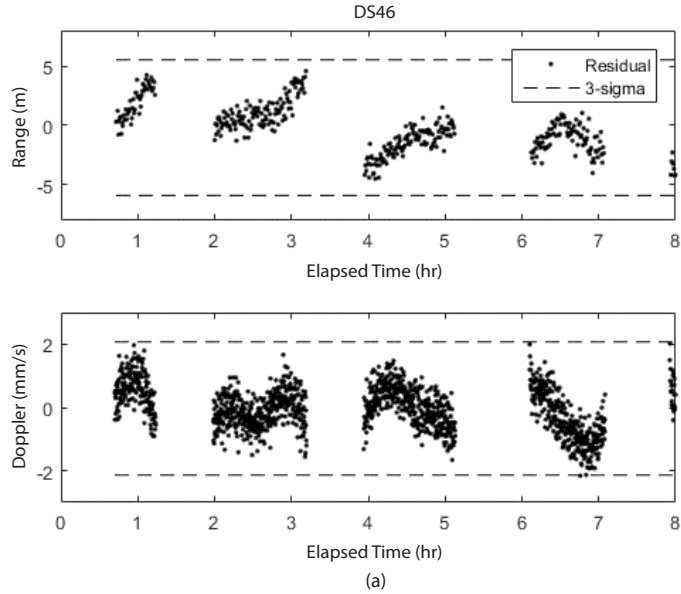 DS46
Range (m)
5
0
-5
Residual
3-sigma
0 1 2 3 4 5 6 7 8
Elapsed Time (hr)
Doppler (mm/s)
2
0
-2
0 1 2 3 4 5 6 7 8
Elapsed Time (hr)
(a)